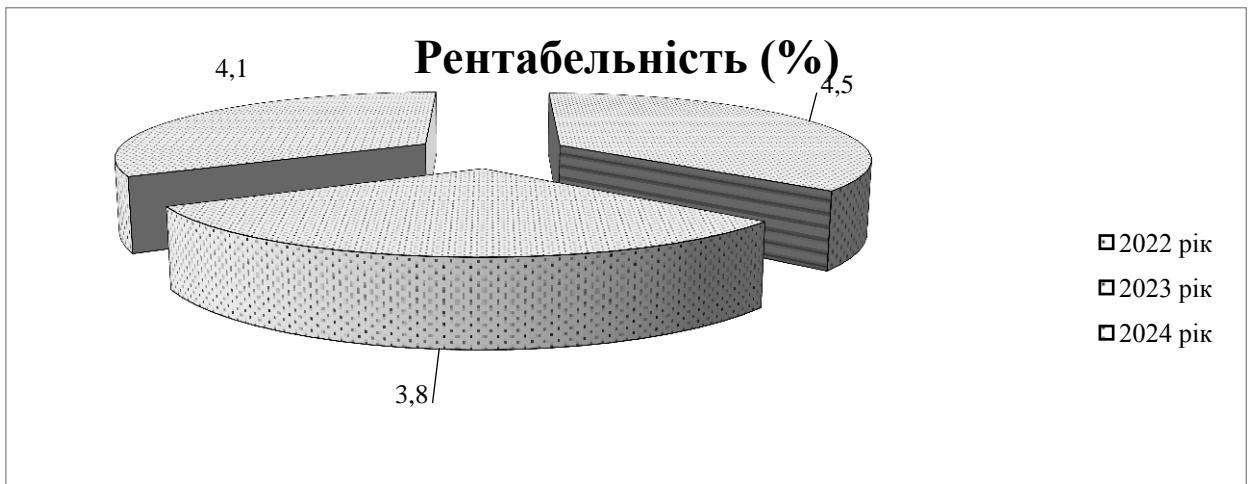 Рентабельність (%)
4,1
4,5
3,8
2022 рік
2023 рік
2024 рік